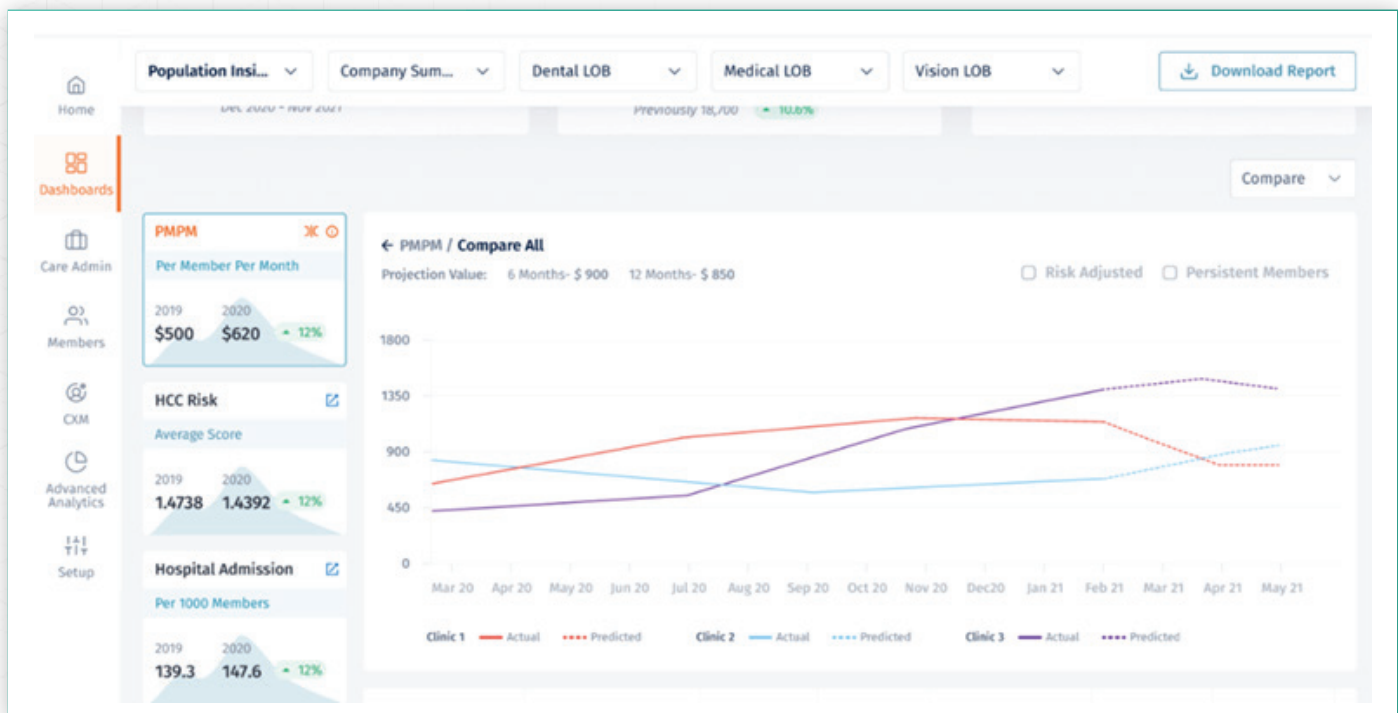 Population Insi...
Company Sum...
Dental LOB
Medical LOB
Vision LOB
Download Report
Home
Dashboards
Care Admin
Members
CXM
Advanced
Analytics
Setup
Dec 2020 - Nov 2021
Previously 18,700 10.6%
Compare
PMPM
Per Member Per Month
2019 2020
$500 $620 12%
HCC Risk
Average Score
2019 2020
1.4738 1.4392 12%
Hospital Admission
Per 1000 Members
2019 2020
139.3 147.6 12%
PMPM / Compare All
Projection Value: 6 Months- $ 900 12 Months- $ 850
Risk Adjusted Persistent Members
1800
1350
900
450
0
Mar 20 Apr 20 May 20 Jun 20 Jul 20 Aug 20 Sep 20 Oct 20 Nov 20 Dec20 Jan 21 Feb 21 Mar 21 Apr 21 May 21
Clinic 1 Actual Predicted Clinic 2 Actual Predicted Clinic 3 Actual Predicted